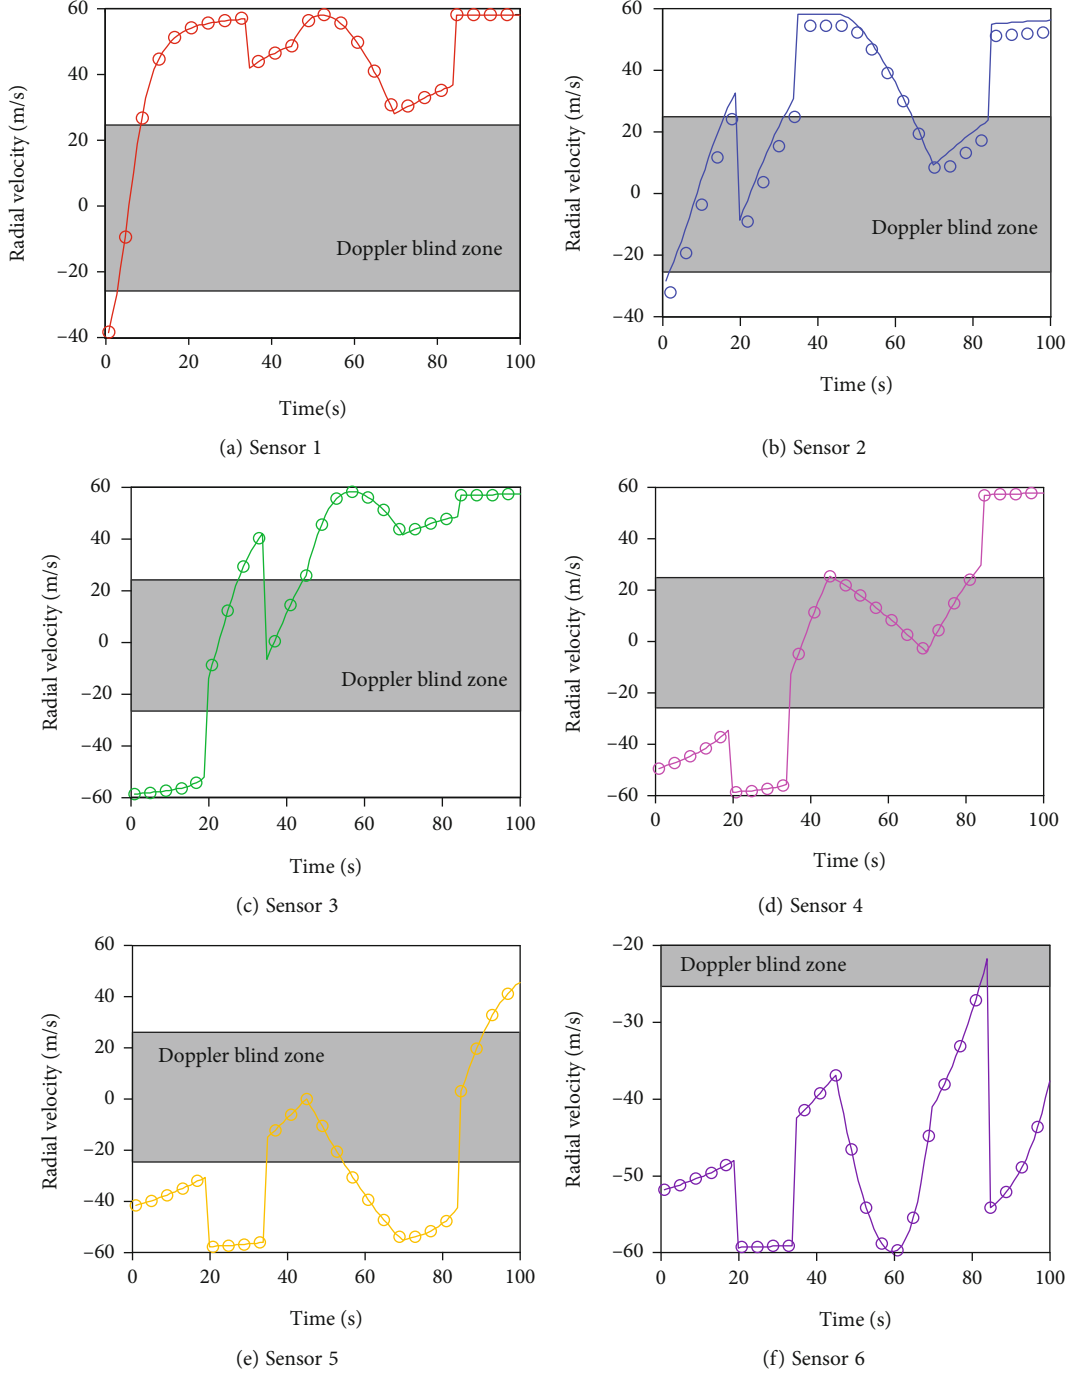 60
40
20
0
−20
−40
0 20 40 60 80 100
Radial velocity (m/s)
Doppler blind zone
Time(s)
(a) Sensor 1
60
40
20
0
−20
−40
0 20 40 60 80 100
Radial velocity (m/s)
Doppler blind zone
Time (s)
(b) Sensor 2
60
40
20
0
−20
−40
−60
0 20 40 60 80 100
Radial velocity (m/s)
Doppler blind zone
Time (s)
(c) Sensor 3
60
40
20
0
−20
−40
−60
0 20 40 60 80 100
Radial velocity (m/s)
Time (s)
(d) Sensor 4
60
40
20
0
−20
−40
−60
0 20 40 60 80 100
Radial velocity (m/s)
Doppler blind zone
Time (s)
(e) Sensor 5
−20
−30
−40
−50
−60
0 20 40 60 80 100
Radial velocity (m/s)
Doppler blind zone
Time (s)
(f) Sensor 6